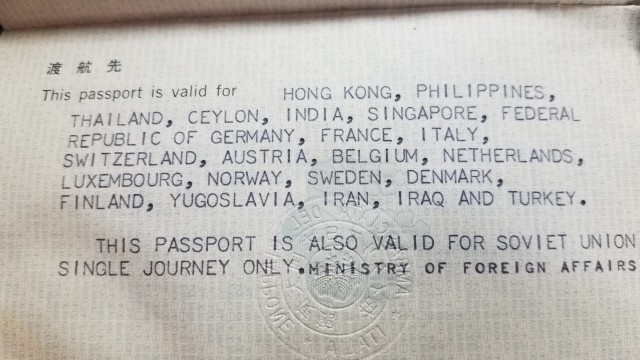 渡航先
This passport is valid for HONG KONG, PHILIPPINES,
THAILAND, CEYLON, INDIA, SINGAPORE, FEDERAL
REPUBLIC OF GERMANY, FRANCE, ITALY,
SWITZERLAND, AUSTRIA, BELGIUM, NETHERLANDS,
LUXEMBOURG, NORWAY, SWEDEN, DENMARK,
FINLAND, YUGOSLAVIA, IRAN, IRAQ AND TURKEY.
THIS PASSPORT IS ALSO VALID FOR SOVIET UNION
SINGLE JOURNEY ONLY. MINISTRY OF FOREIGN AFFAIRS